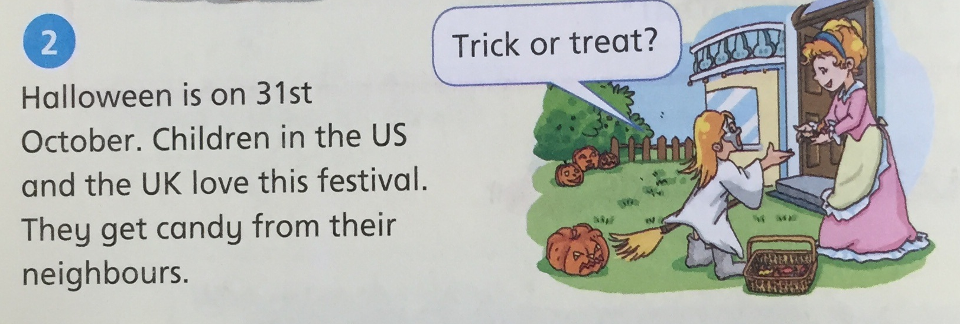 2
Trick or treat?
Halloween is on 31st
October. Children in the US
and the UK love this festival.
They get candy from their
neighbours.